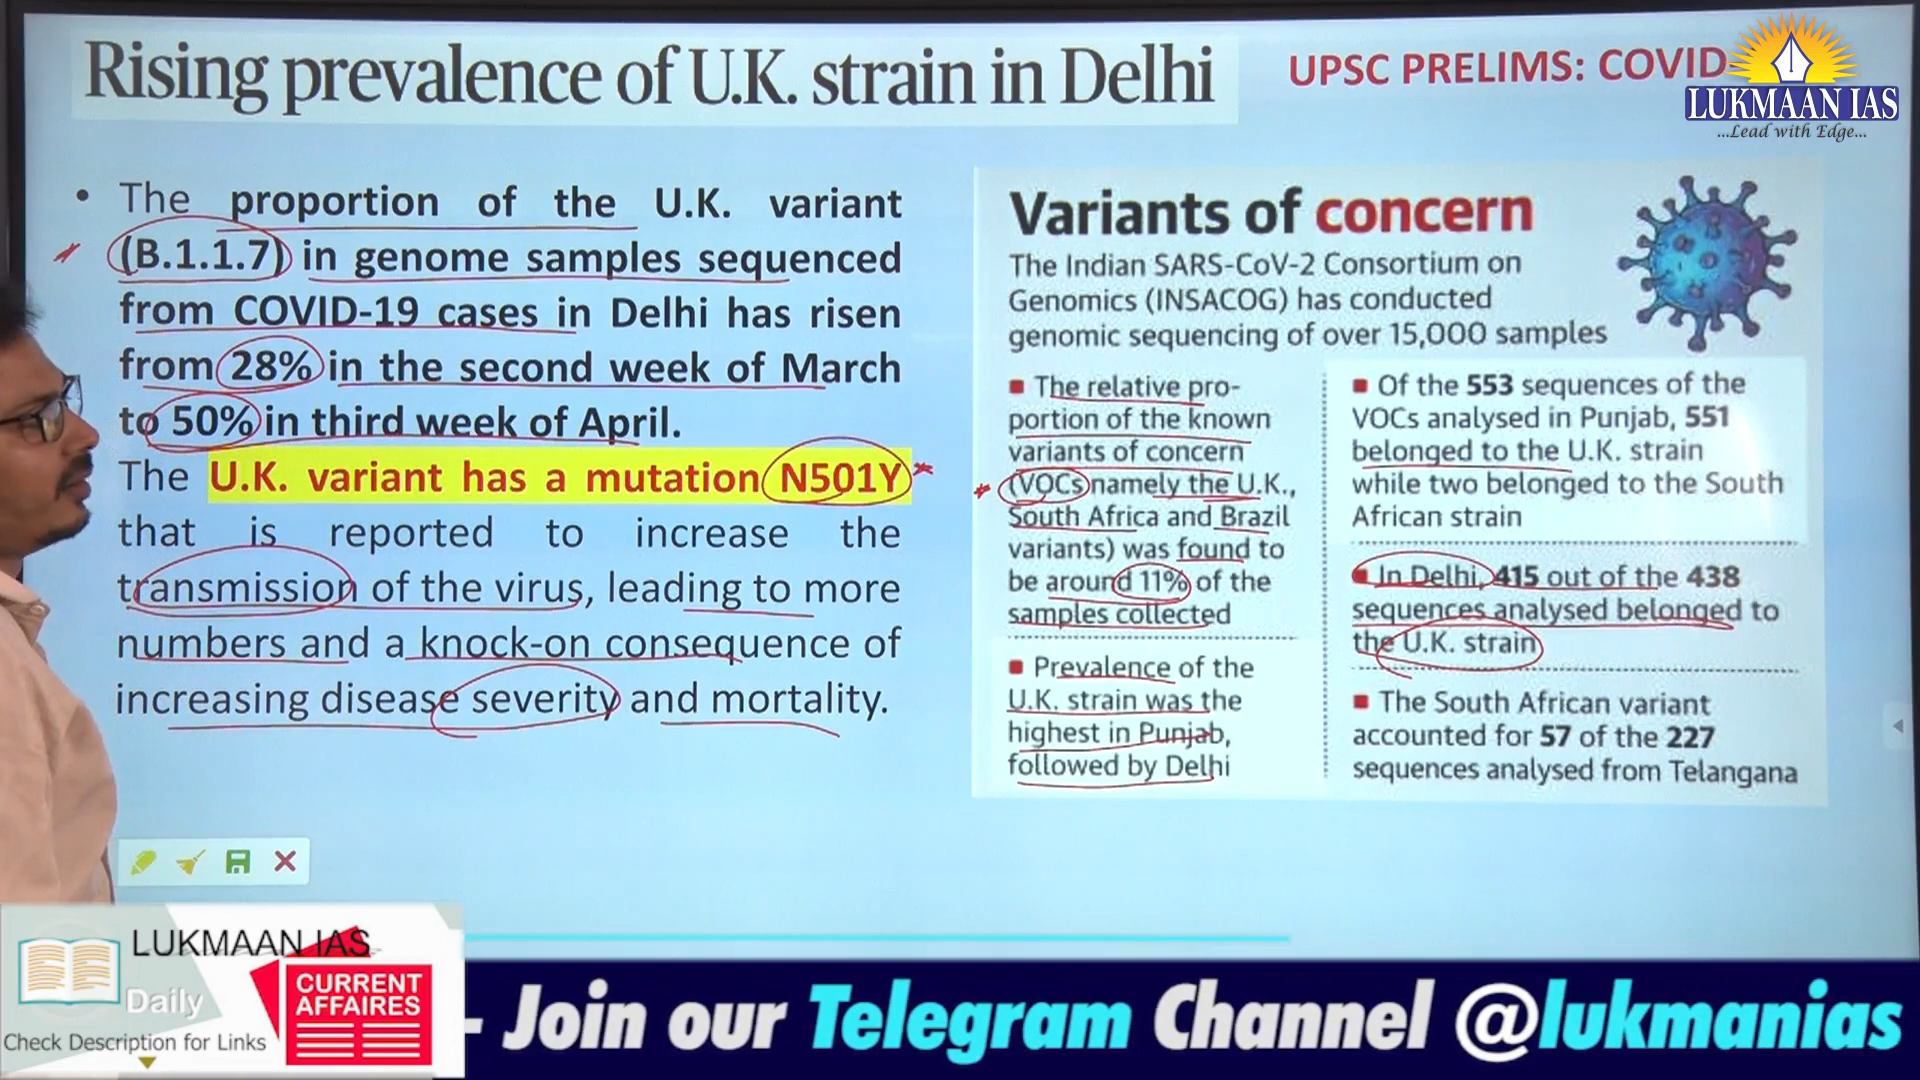 Rising prevalence of U.K. strain in Delhi
UPSC PRELIMS: COVID
LUKMAAN IAS
...Lead with Edge...
• The proportion of the U.K. variant
(B.1.1.7) in genome samples sequenced
from COVID-19 cases in Delhi has risen
from 28% in the second week of March
to 50% in third week of April.
The U.K. variant has a mutation N501Y
that is reported to increase the
transmission of the virus, leading to more
numbers and a knock-on consequence of
increasing disease severity and mortality.
Variants of concern
The Indian SARS-CoV-2 Consortium on
Genomics (INSACOG) has conducted
genomic sequencing of over 15,000 samples
■ The relative pro-
portion of the known
variants of concern
(VOCs namely the U.K.,
South Africa and Brazil
variants) was found to
be around 11% of the
samples collected
■ Prevalence of the
U.K. strain was the
highest in Punjab,
followed by Delhi
■ Of the 553 sequences of the
VOCs analysed in Punjab, 551
belonged to the U.K. strain
while two belonged to the South
African strain
■ In Delhi, 415 out of the 438
sequences analysed belonged to
the U.K. strain
■ The South African variant
accounted for 57 of the 227
sequences analysed from Telangana
LUKMAAN IAS
Daily
CURRENT
AFFAIRES
Check Description for Links
- Join our Telegram Channel @lukmanias